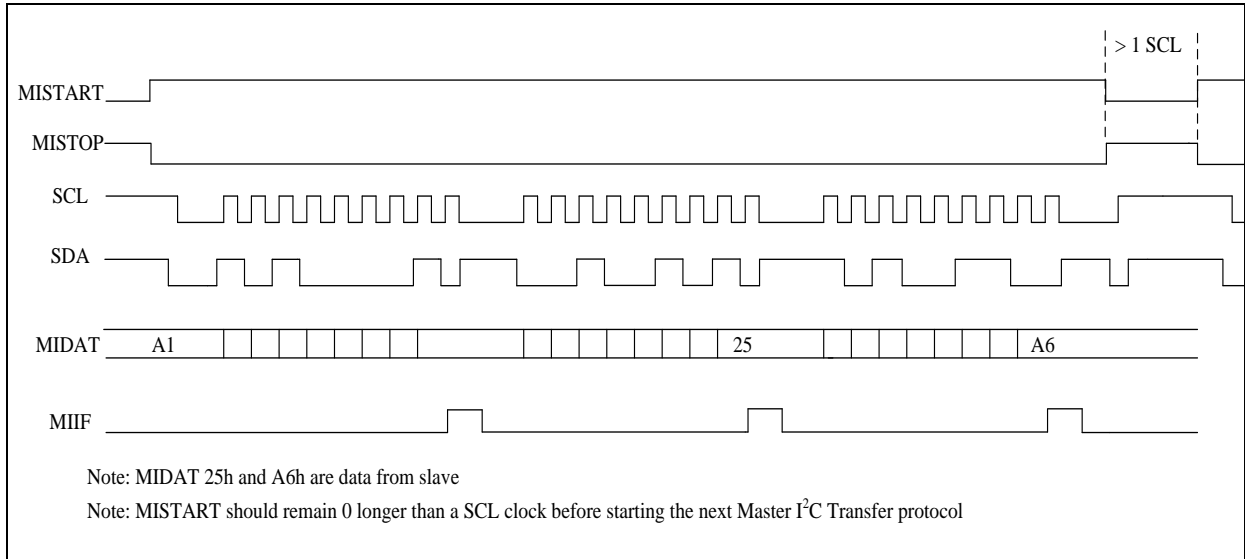 > 1 SCL
MISTART
MISTOP
SCL
SDA
MIDAT A1 25 A6
MIIF
Note: MIDAT 25h and A6h are data from slave
Note: MISTART should remain 0 longer than a SCL clock before starting the next Master I²C Transfer protocol